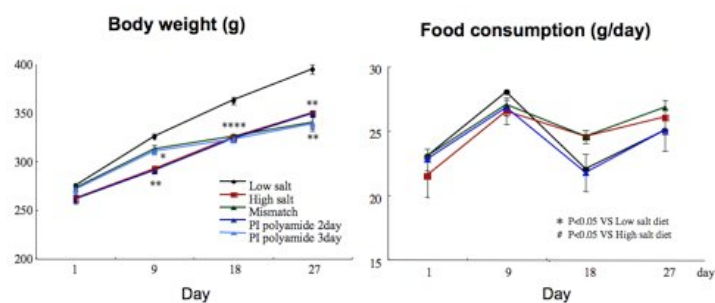 Body weight (g)
400
350
300
250
200
**
****
*
**
**
Low salt
High salt
Mismatch
PI polyamide 2day
PI polyamide 3day
1 9 18 27
Day
Food consumption (g/day)
30
25
20
15
* P<0.05 VS Low salt diet
# P<0.05 VS High salt diet
1 9 18 27 day
Day